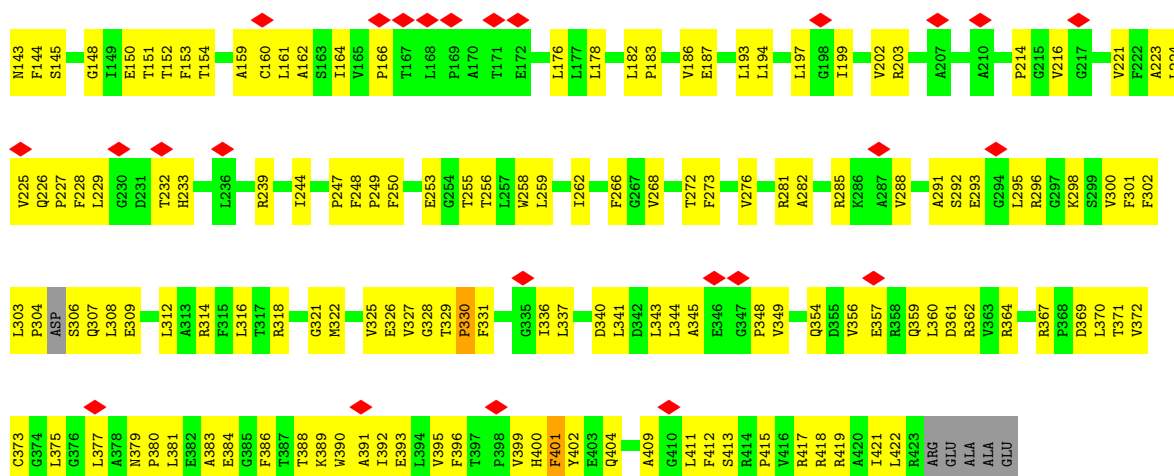 N143 F144 S145 G148 I149 E150 T151 T152 F153 T154 A159 C160 L161 A162 S163 I164 V165 P166 T167 L168 P169 A170 T171 E172 L176 L177 L178 L182 P183 V186 E187 L193 L194 L197 G198 I199 V202 R203 A207 A210 P214 G215 V216 G217 V221 F222 A223 L224
V225 Q226 P227 F228 L229 G230 D231 T232 H233 L236 R239 I244 P247 F248 P249 F250 E253 G254 T255 T256 L257 W258 L259 I262 F266 G267 V268 T272 F273 V276 R281 A282 R285 K286 A287 V288 A291 S292 E293 G294 L295 R296 G297 K298 S299 V300 F301 F302
L303 P304 ASP S306 Q307 L308 E309 L312 A313 R314 F315 L316 T317 R318 G321 M322 V325 E326 V327 G328 T329 P330 F331 G335 I336 L337 D340 L341 D342 L343 L344 A345 E346 G347 P348 V349 Q354 D355 V356 E357 R358 Q359 L360 D361 R362 V363 R364 R367 P368 D369 L370 T371 V372
C373 G374 L375 G376 L377 A378 N379 P380 L381 E382 A383 E384 G385 F386 T387 T388 K389 W390 A391 I392 E393 L394 V395 F396 T397 P398 V399 H400 F401 Y402 E403 Q404 A409 G410 L411 F412 S413 R414 P415 V416 R417 R418 R419 A420 I421 L422 R423 ARG GLU ALA ALA GLU